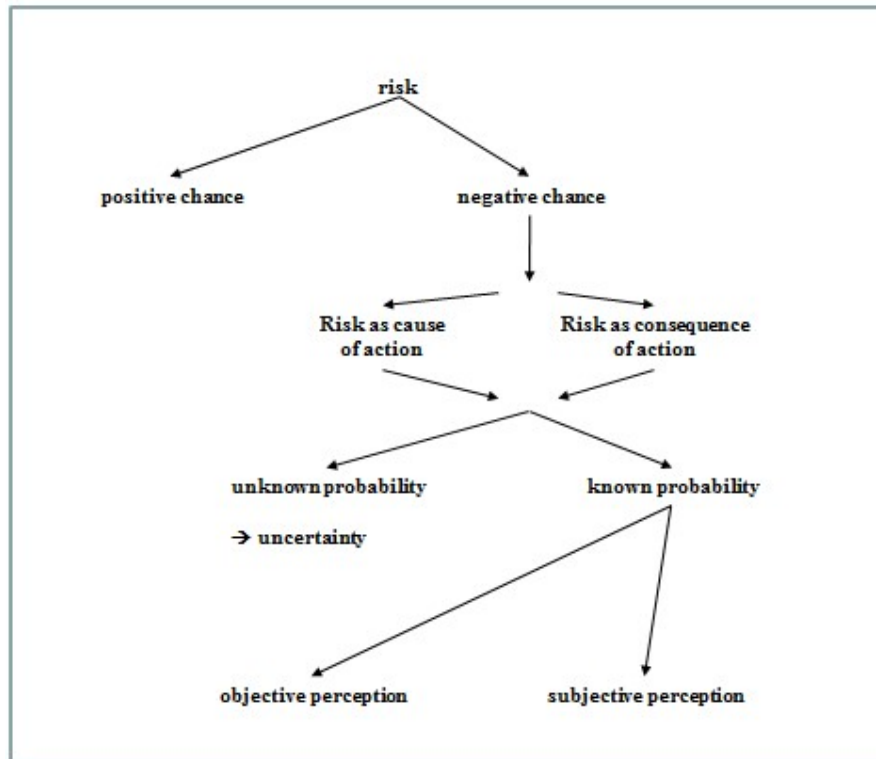 risk
positive chance
negative chance
Risk as cause
of action
Risk as consequence
of action
unknown probability
known probability
→ uncertainty
objective perception
subjective perception